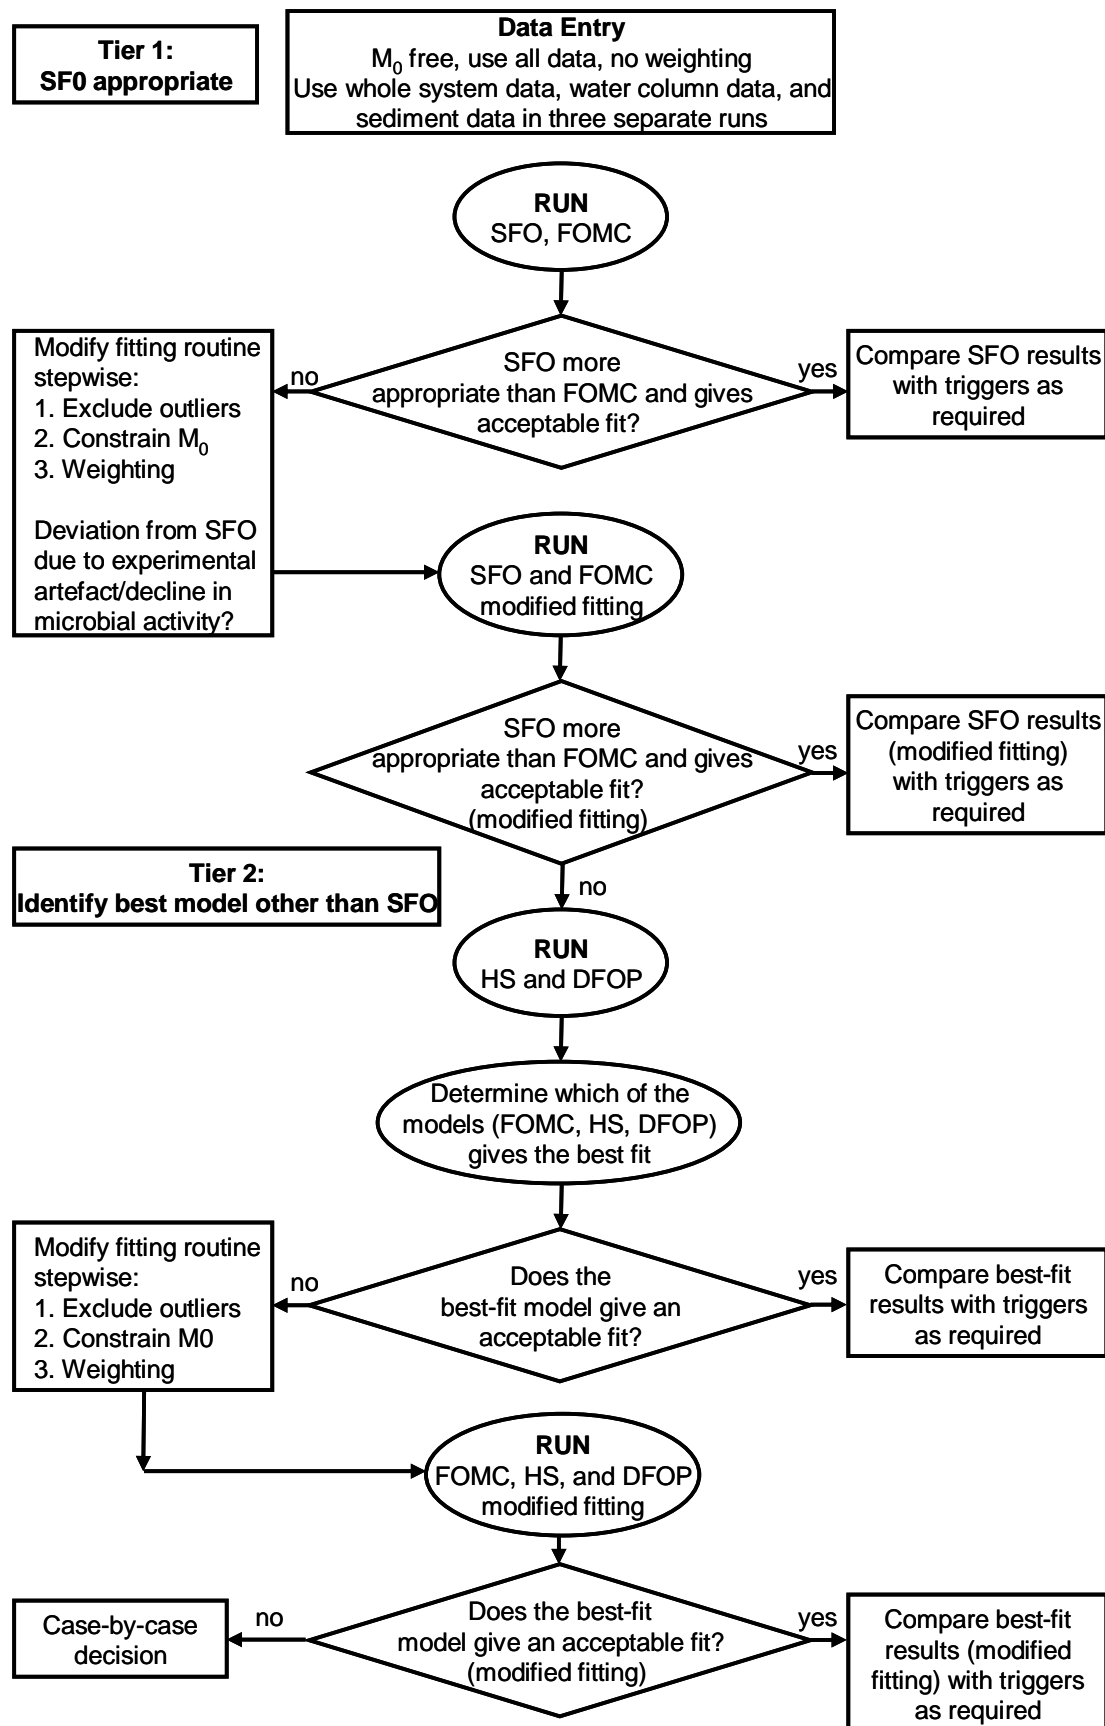 Tier 1:
SF0 appropriate
Data Entry
M₀ free, use all data, no weighting
Use whole system data, water column data, and
sediment data in three separate runs
RUN
SFO, FOMC
SFO more
appropriate than FOMC and gives
acceptable fit?
yes
Compare SFO results
with triggers as
required
no
Modify fitting routine
stepwise:
1. Exclude outliers
2. Constrain M₀
3. Weighting
Deviation from SFO
due to experimental
artefact/decline in
microbial activity?
RUN
SFO and FOMC
modified fitting
SFO more
appropriate than FOMC and gives
acceptable fit?
(modified fitting)
yes
Compare SFO results
(modified fitting)
with triggers as
required
no
Tier 2:
Identify best model other than SFO
RUN
HS and DFOP
Determine which of the
models (FOMC, HS, DFOP)
gives the best fit
Does the
best-fit model give an
acceptable fit?
yes
Compare best-fit
results with triggers
as required
no
Modify fitting routine
stepwise:
1. Exclude outliers
2. Constrain M0
3. Weighting
RUN
FOMC, HS, and DFOP
modified fitting
Does the best-fit
model give an acceptable fit?
(modified fitting)
yes
Compare best-fit
results (modified
fitting) with triggers
as required
no
Case-by-case
decision